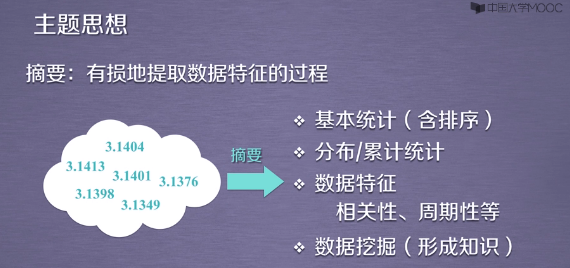 中国大学MOOC
主题思想
摘要：有损地提取数据特征的过程
3.1404
3.1413
3.1401
3.1376
3.1398
3.1349
摘要
❖ 基本统计（含排序）
❖ 分布/累计统计
❖ 数据特征
相关性、周期性等
❖ 数据挖掘（形成知识）